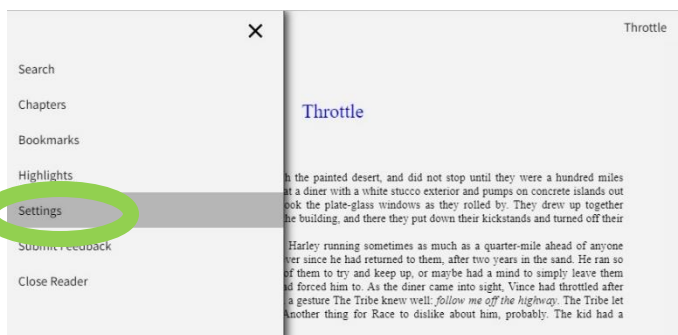 Throttle
Search
Chapters
Bookmarks
Highlights
Settings
Submit Feedback
Close Reader
Throttle
the painted desert, and did not stop until they were a hundred miles
at a diner with a white stucco exterior and pumps on concrete islands out
the plate-glass windows as they rolled by. They drew up together
the building, and there they put down their kickstands and turned off their
Harley running sometimes as much as a quarter-mile ahead of anyone
ever since he had returned to them, after two years in the sand. He ran so
of them to try and keep up, or maybe had a mind to simply leave them
forced him to. As the diner came into sight, Vince had throttled after
a gesture The Tribe knew well: follow me off the highway. The Tribe let
Another thing for Race to dislike about him, probably. The kid had a